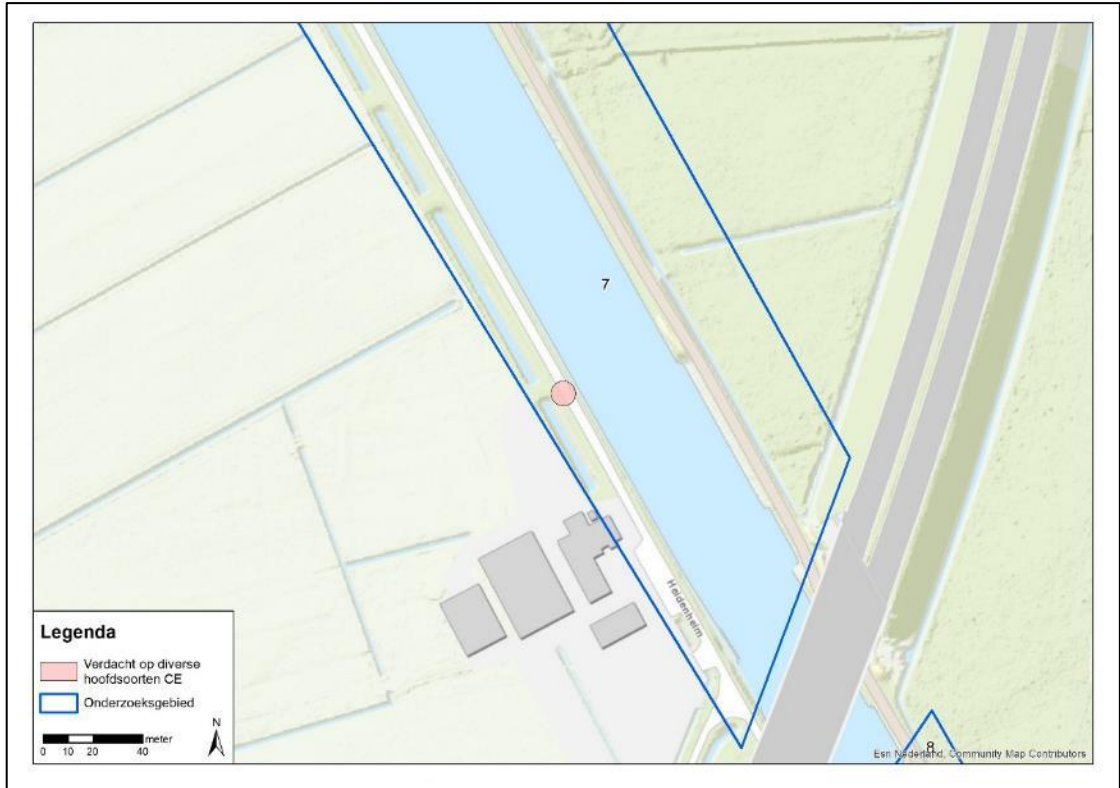 7
Heidenheim
Legenda
Verdacht op diverse
hoofdsoorten CE
Onderzoeksgebied
N
meter
0 10 20 40
8
Esri Nederland, Community Map Contributors